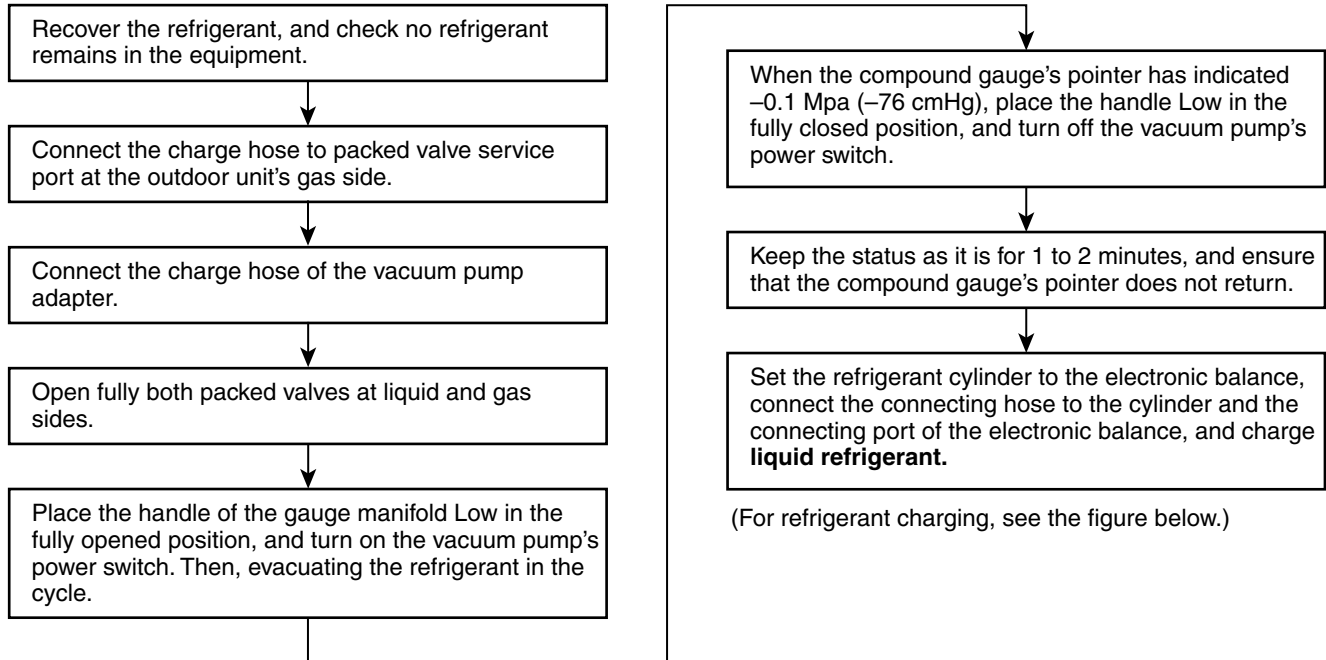 Recover the refrigerant, and check no refrigerant
remains in the equipment.
Connect the charge hose to packed valve service
port at the outdoor unit's gas side.
Connect the charge hose of the vacuum pump
adapter.
Open fully both packed valves at liquid and gas
sides.
Place the handle of the gauge manifold Low in the
fully opened position, and turn on the vacuum pump's
power switch. Then, evacuating the refrigerant in the
cycle.
When the compound gauge's pointer has indicated
–0.1 Mpa (–76 cmHg), place the handle Low in the
fully closed position, and turn off the vacuum pump's
power switch.
Keep the status as it is for 1 to 2 minutes, and ensure
that the compound gauge's pointer does not return.
Set the refrigerant cylinder to the electronic balance,
connect the connecting hose to the cylinder and the
connecting port of the electronic balance, and charge
liquid refrigerant.
(For refrigerant charging, see the figure below.)